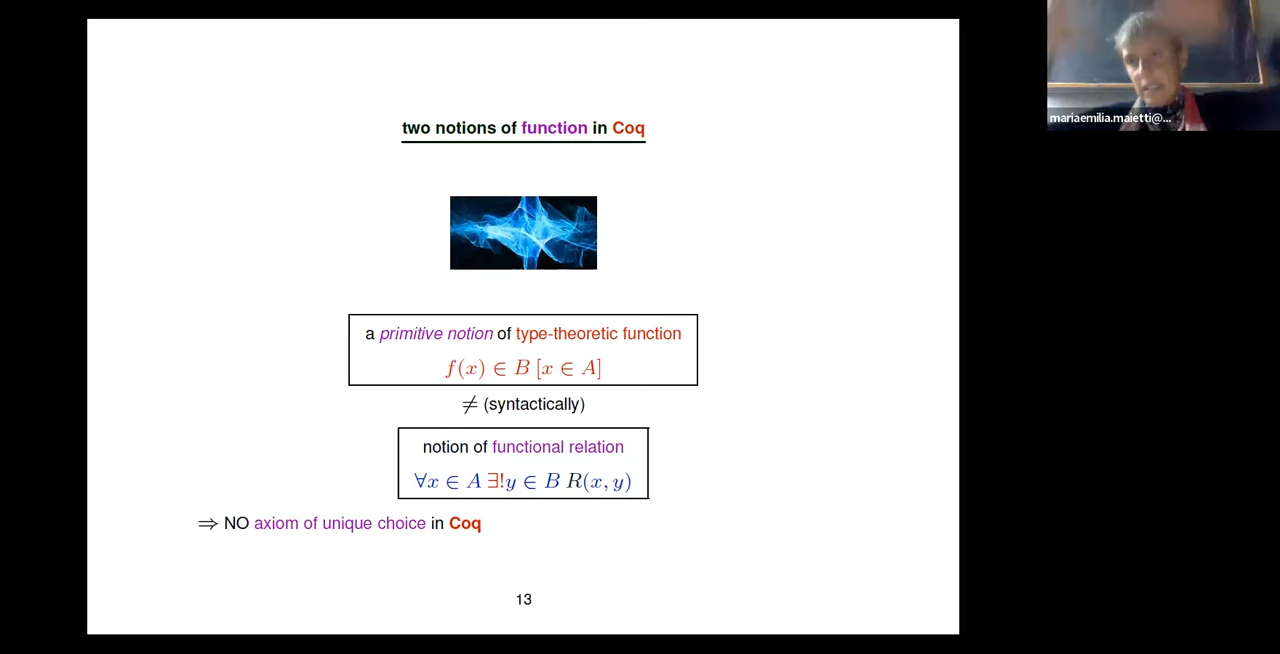 two notions of function in Coq
mariaemilia.maietti@...
a primitive notion of type-theoretic function
f(x) ∈ B [x ∈ A]
≠ (syntactically)
notion of functional relation
∀x ∈ A ∃!y ∈ B R(x, y)
⇒ NO axiom of unique choice in Coq
13